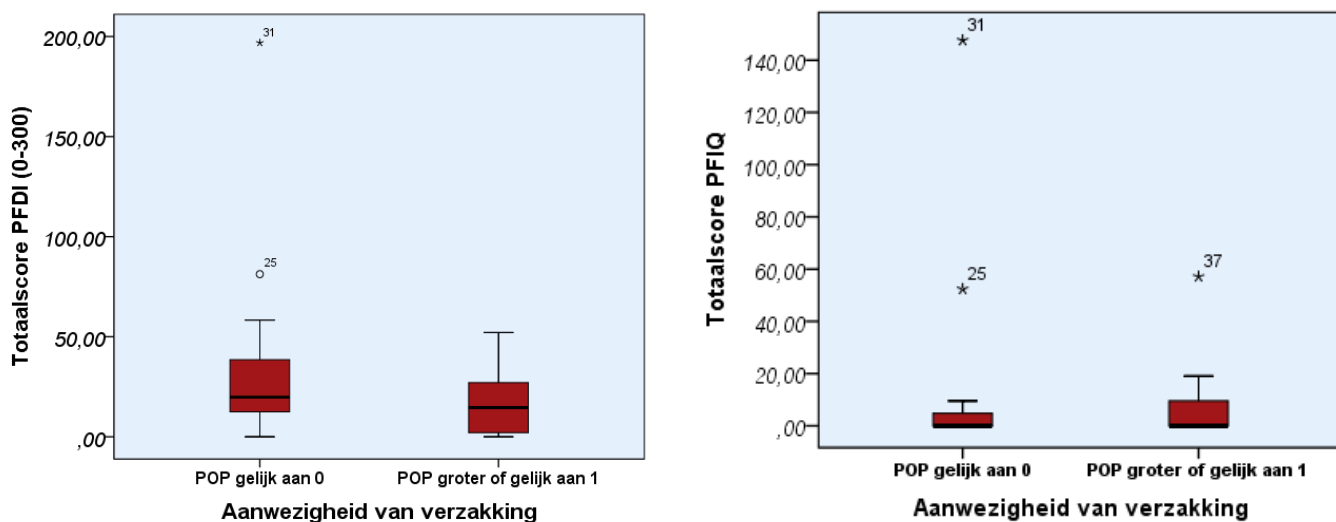 Totaalscore PFDI (0-300)
200,00
150,00
100,00
50,00
,00
31
25
POP gelijk aan 0
POP groter of gelijk aan 1
Aanwezigheid van verzakking
Totaalscore PFIQ
140,00
120,00
100,00
80,00
60,00
40,00
20,00
,00
31
25
37
POP gelijk aan 0
POP groter of gelijk aan 1
Aanwezigheid van verzakking